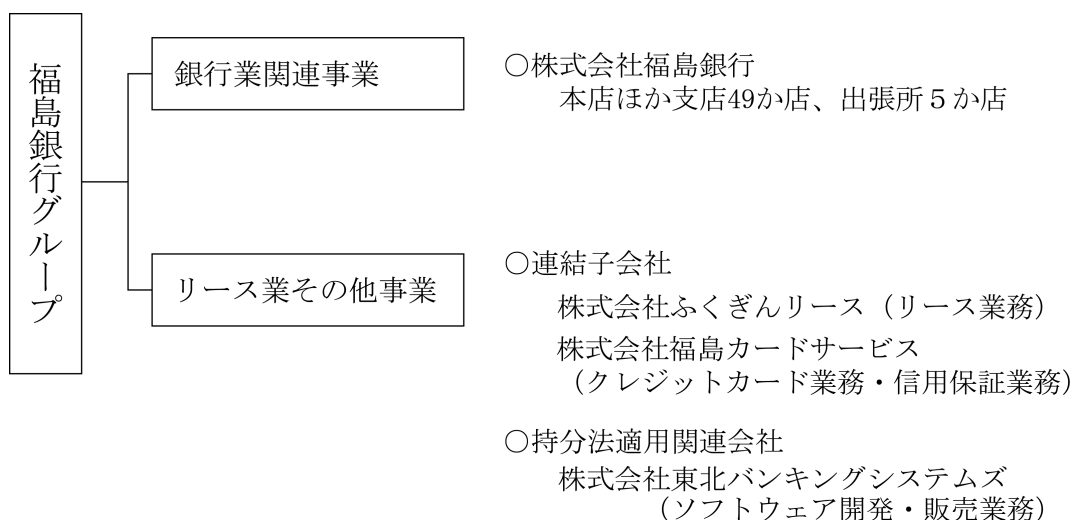 福島銀行グループ
銀行業関連事業
○株式会社福島銀行
本店ほか支店49か店、出張所５か店
リース業その他事業
○連結子会社
株式会社ふくぎんリース（リース業務）
株式会社福島カードサービス
（クレジットカード業務・信用保証業務）
○持分法適用関連会社
株式会社東北バンキングシステムズ
（ソフトウェア開発・販売業務）